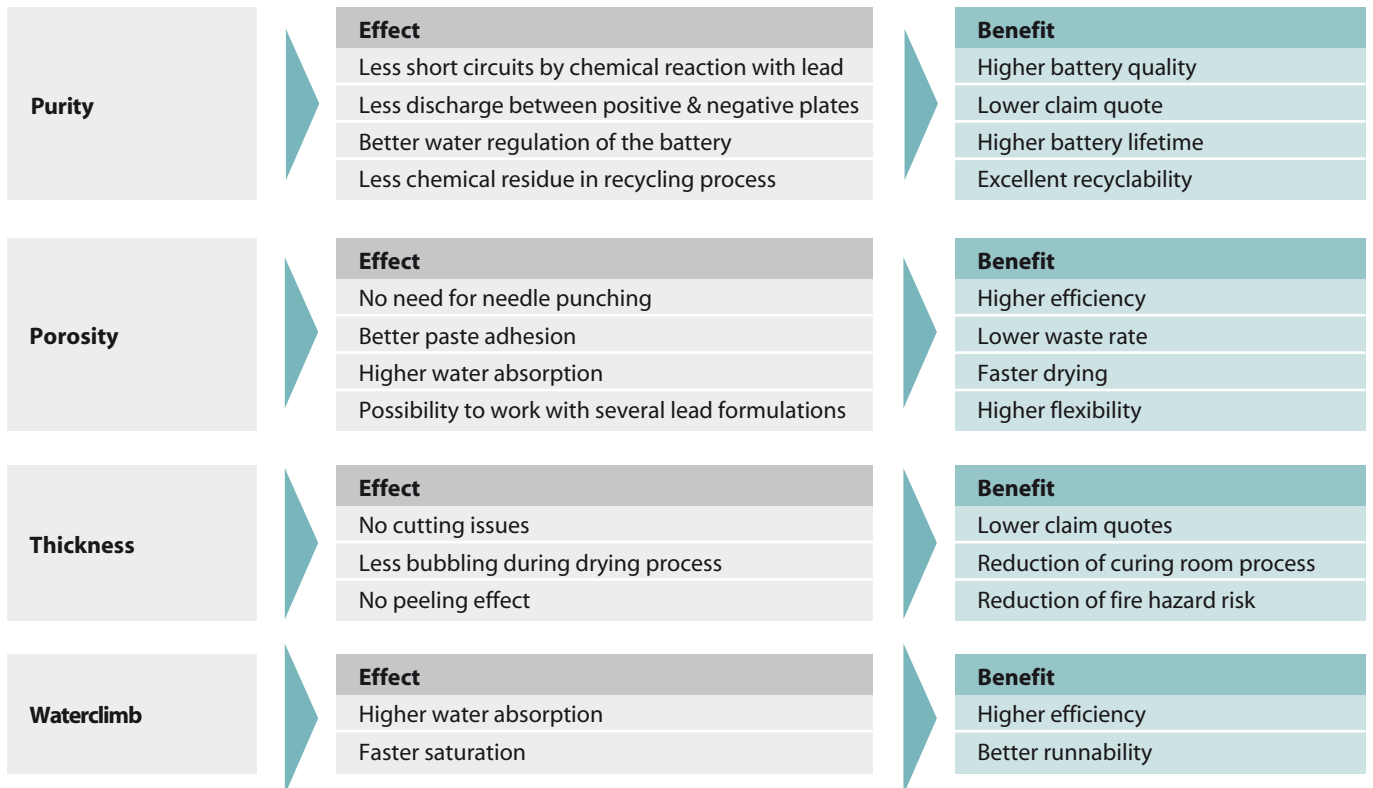 Purity
Effect
Less short circuits by chemical reaction with lead
Less discharge between positive & negative plates
Better water regulation of the battery
Less chemical residue in recycling process
Benefit
Higher battery quality
Lower claim quote
Higher battery lifetime
Excellent recyclability
Porosity
Effect
No need for needle punching
Better paste adhesion
Higher water absorption
Possibility to work with several lead formulations
Benefit
Higher efficiency
Lower waste rate
Faster drying
Higher flexibility
Thickness
Effect
No cutting issues
Less bubbling during drying process
No peeling effect
Benefit
Lower claim quotes
Reduction of curing room process
Reduction of fire hazard risk
Waterclimb
Effect
Higher water absorption
Faster saturation
Benefit
Higher efficiency
Better runnability